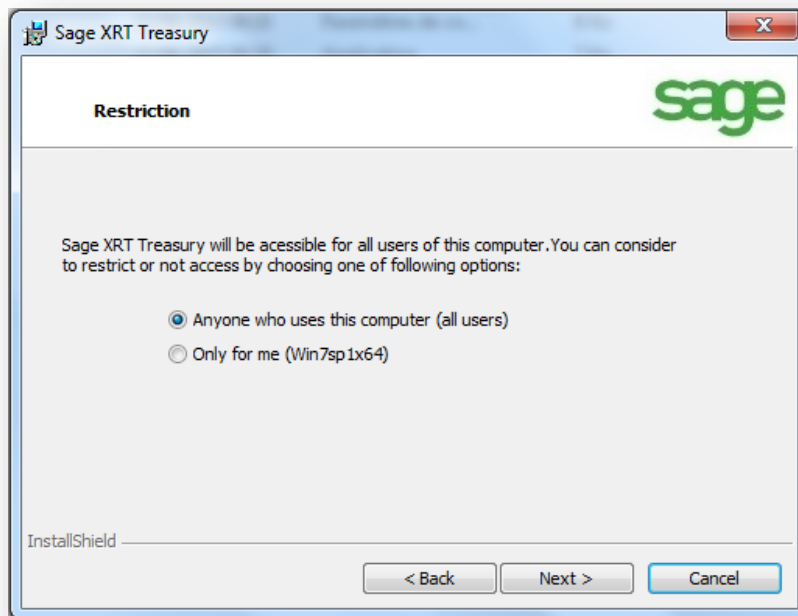 Sage XRT Treasury
Restriction
sage
Sage XRT Treasury will be acessible for all users of this computer.You can consider
to restrict or not access by choosing one of following options:
Anyone who uses this computer (all users)
Only for me (Win7sp1x64)
InstallShield
< Back
Next >
Cancel